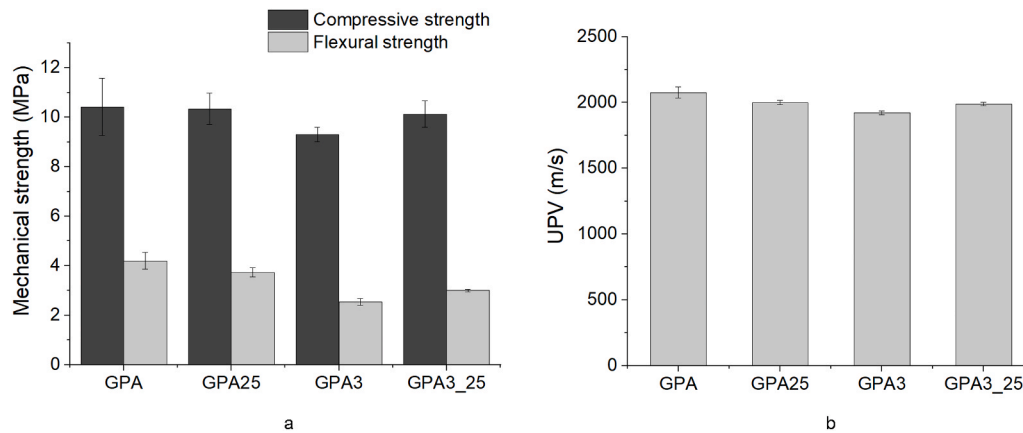 Compressive strength
Flexural strength
Mechanical strength (MPa)
12
10
8
6
4
2
0
GPA GPA25 GPA3 GPA3_25
a
UPV (m/s)
2500
2000
1500
1000
500
0
GPA GPA25 GPA3 GPA3_25
b